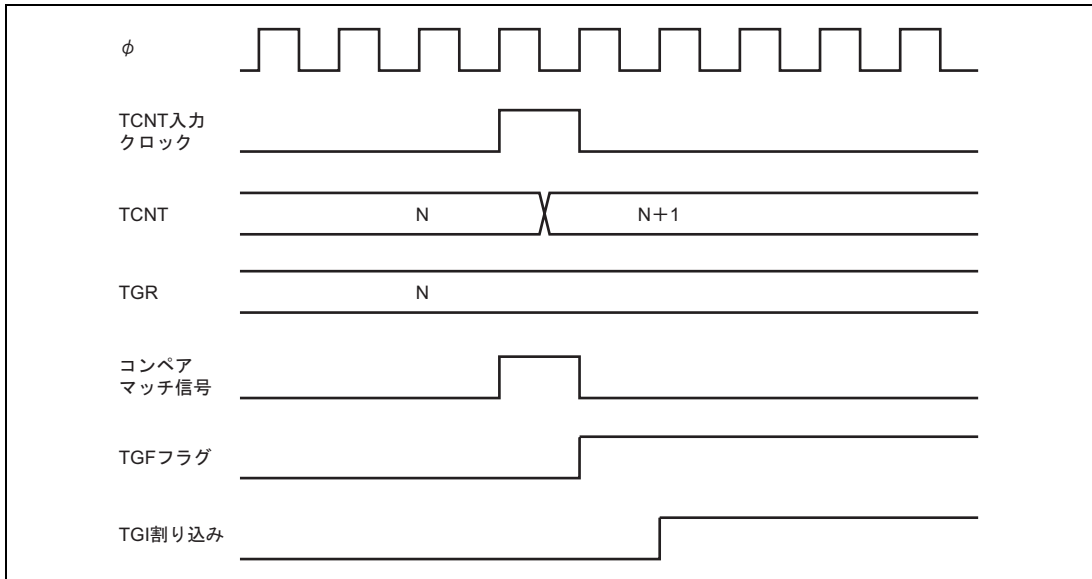 φ
TCNT入力
クロック
TCNT
N
N+1
TGR
N
コンペア
マッチ信号
TGFフラグ
TGI割り込み